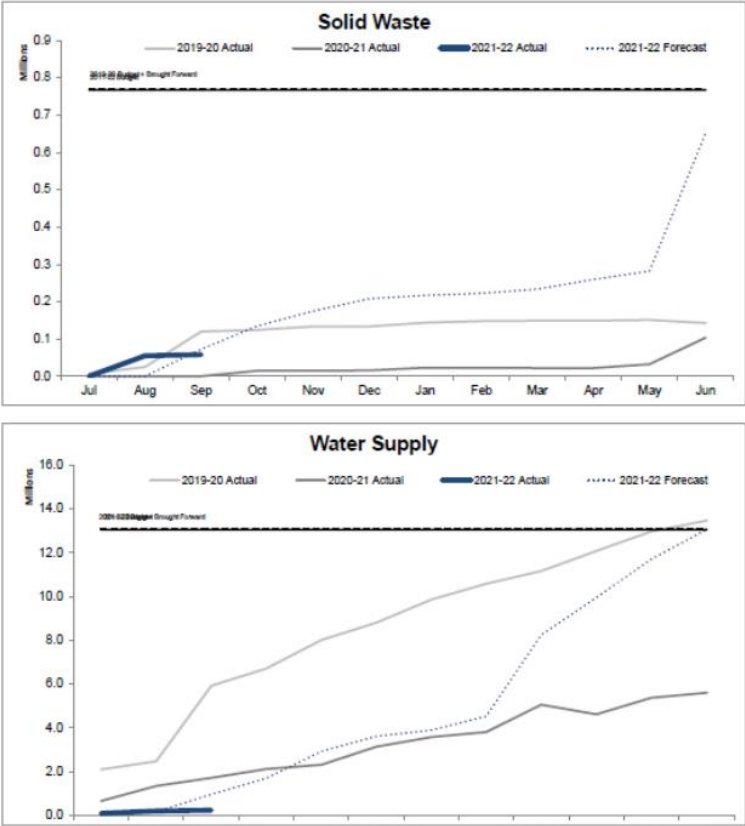 Solid Waste
Millions
0.9
2019-20 Actual
2020-21 Actual
2021-22 Actual
2021-22 Forecast
0.8
0.7
0.6
0.5
0.4
0.3
0.2
0.1
0.0
Jul Aug Sep Oct Nov Dec Jan Feb Mar Apr May Jun
Water Supply
Millions
16.0
2019-20 Actual
2020-21 Actual
2021-22 Actual
2021-22 Forecast
14.0
Brought Forward
12.0
10.0
8.0
6.0
4.0
2.0
0.0